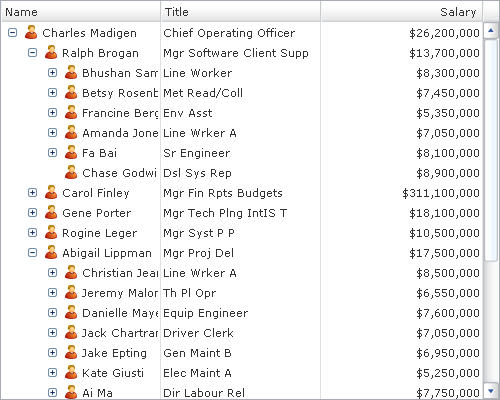 Name Title Salary
Charles Madigen Chief Operating Officer $26,200,000
Ralph Brogan Mgr Software Client Supp $13,700,000
Bhushan Sam Line Worker $8,300,000
Betsy Rosenb Met Read/Coll $7,450,000
Francine Berg Env Asst $5,350,000
Amanda Jone Line Wrker A $7,050,000
Fa Bai Sr Engineer $8,100,000
Chase Godwi Dsl Sys Rep $8,900,000
Carol Finley Mgr Fin Rpts Budgets $311,100,000
Gene Porter Mgr Tech Plng IntIS T $18,100,000
Rogine Leger Mgr Syst P P $10,500,000
Abigail Lippman Mgr Proj Del $17,500,000
Christian Jean Line Wrker A $8,500,000
Jeremy Malor Th Pl Opr $6,550,000
Danielle Maye Equip Engineer $7,600,000
Jack Chartran Driver Clerk $7,050,000
Jake Epting Gen Maint B $6,950,000
Kate Giusti Elec Maint A $5,250,000
Ai Ma Dir Labour Rel $7,750,000